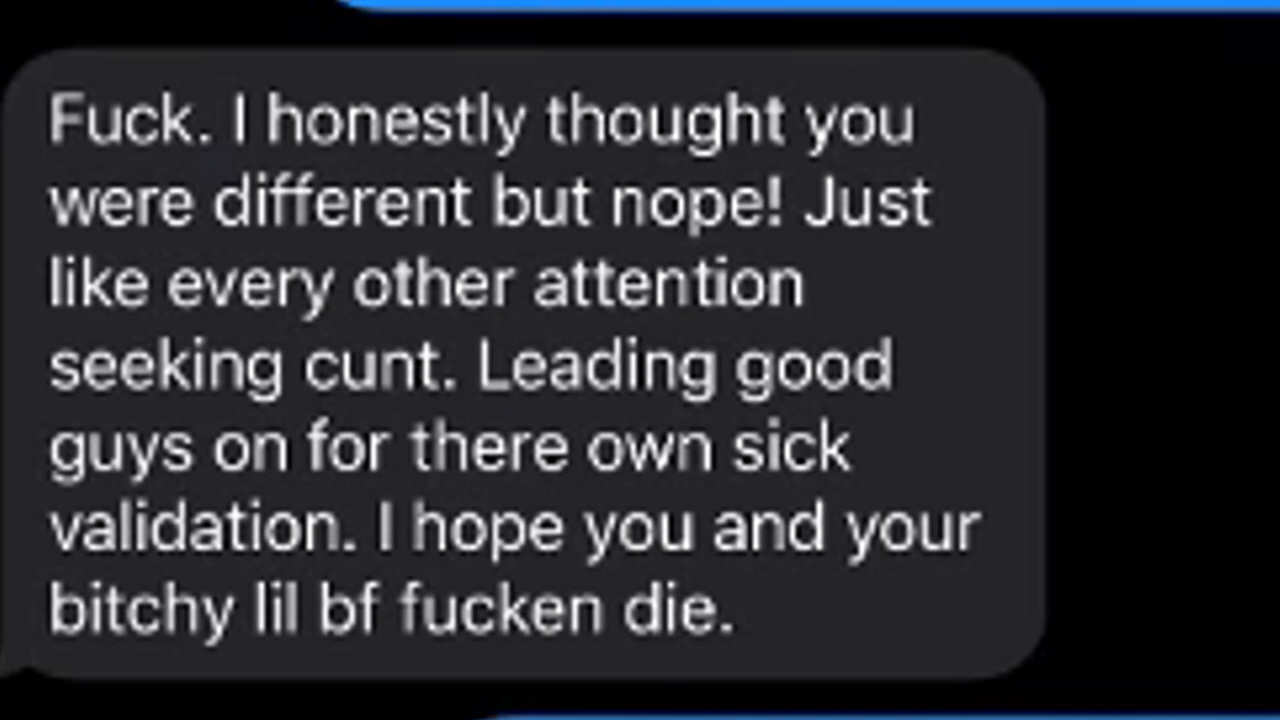 Fuck. I honestly thought you
were different but nope! Just
like every other attention
seeking cunt. Leading good
guys on for there own sick
validation. I hope you and your
bitchy lil bf fucken die.